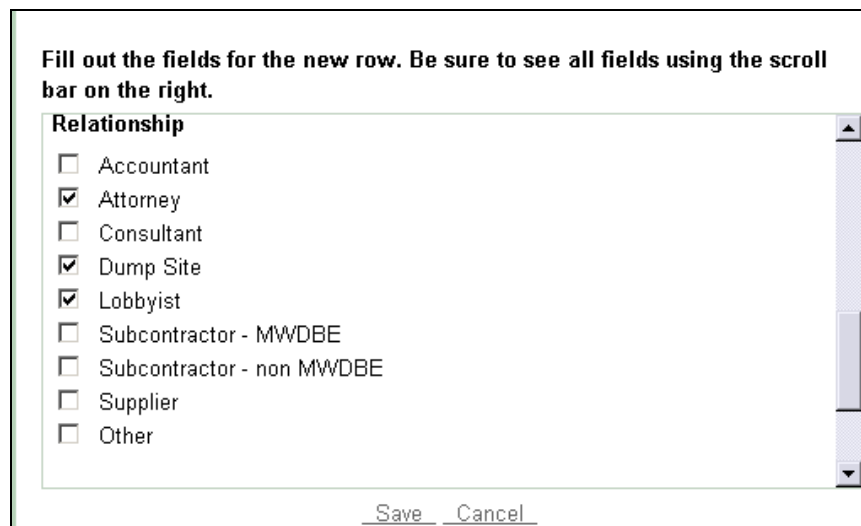 Fill out the fields for the new row. Be sure to see all fields using the scroll
bar on the right.
Relationship
Accountant
Attorney
Consultant
Dump Site
Lobbyist
Subcontractor - MWDBE
Subcontractor - non MWDBE
Supplier
Other
Save Cancel